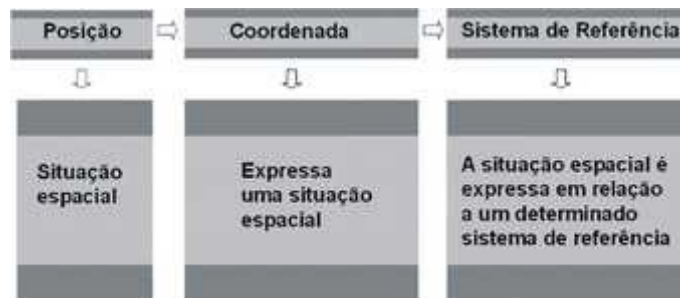 Posição
Coordenada
Sistema de Referência
Situação
espacial
Expressa
uma situação
espacial
A situação espacial é
expressa em relação
a um determinado
sistema de referência